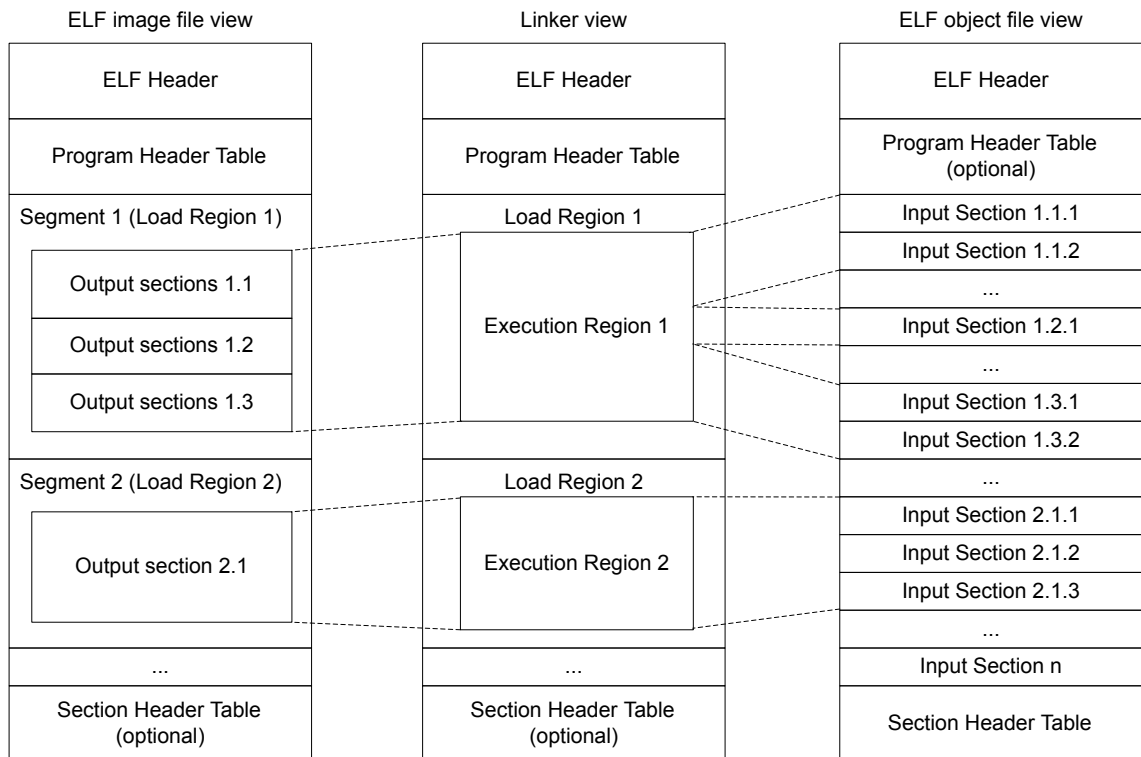 ELF image file view
ELF Header
Program Header Table
Segment 1 (Load Region 1)
Output sections 1.1
Output sections 1.2
Output sections 1.3
Segment 2 (Load Region 2)
Output section 2.1
...
Section Header Table
(optional)
Linker view
ELF Header
Program Header Table
Load Region 1
Execution Region 1
Load Region 2
Execution Region 2
...
Section Header Table
(optional)
ELF object file view
ELF Header
Program Header Table
(optional)
Input Section 1.1.1
Input Section 1.1.2
...
Input Section 1.2.1
...
Input Section 1.3.1
Input Section 1.3.2
...
Input Section 2.1.1
Input Section 2.1.2
Input Section 2.1.3
...
Input Section n
Section Header Table